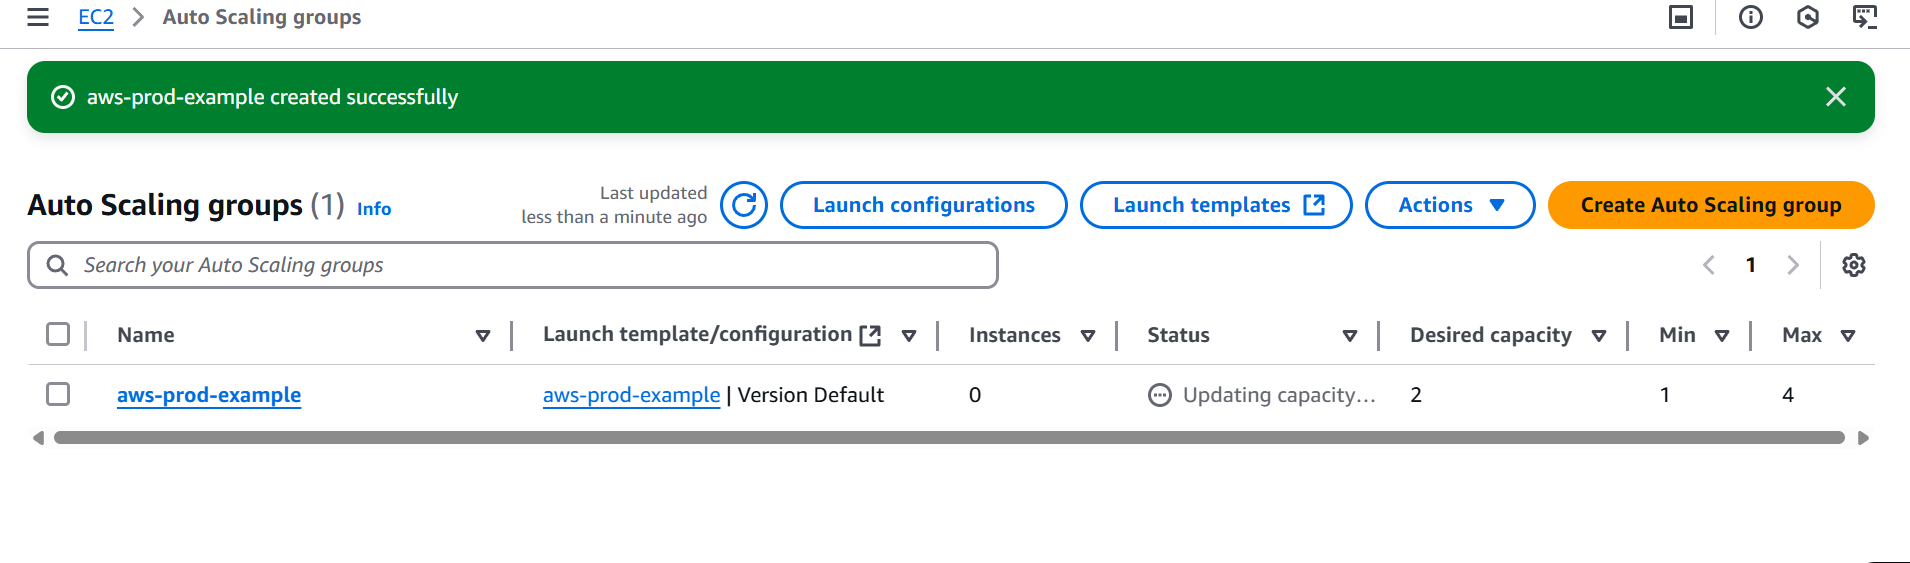 EC2 > Auto Scaling groups
aws-prod-example created successfully
Auto Scaling groups (1) Info
Last updated
less than a minute ago
Launch configurations
Launch templates
Actions
Create Auto Scaling group
Search your Auto Scaling groups
1
Name Launch template/configuration Instances Status Desired capacity Min Max
aws-prod-example aws-prod-example | Version Default 0 Updating capacity... 2 1 4